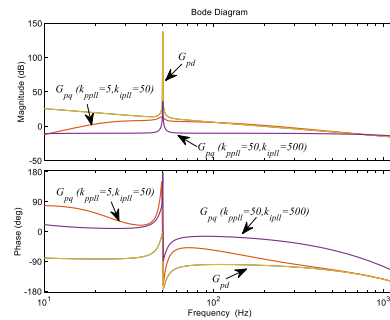 Bode Diagram
150
100
50
0
-50
Magnitude (dB)
G_pd
G_pq (k_ppll=5,k_ipll=50)
G_pq (k_ppll=50,k_ipll=500)
180
90
0
-90
-180
Phase (deg)
G_pq (k_ppll=5,k_ipll=50)
G_pq (k_ppll=50,k_ipll=500)
G_pd
10^1
10^2
10^3
Frequency (Hz)